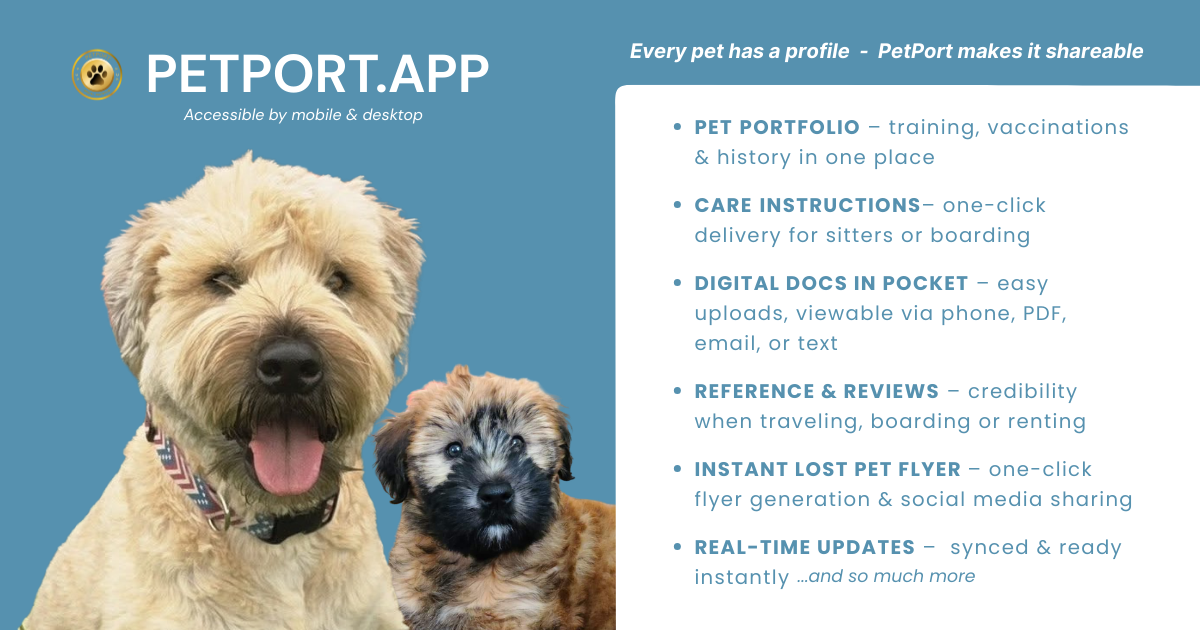 PETPORT.APP
Accessible by mobile & desktop
Every pet has a profile - PetPort makes it shareable
• PET PORTFOLIO – training, vaccinations
& history in one place
• CARE INSTRUCTIONS– one-click
delivery for sitters or boarding
• DIGITAL DOCS IN POCKET – easy
uploads, viewable via phone, PDF,
email, or text
• REFERENCE & REVIEWS – credibility
when traveling, boarding or renting
• INSTANT LOST PET FLYER – one-click
flyer generation & social media sharing
• REAL-TIME UPDATES – synced & ready
instantly ...and so much more